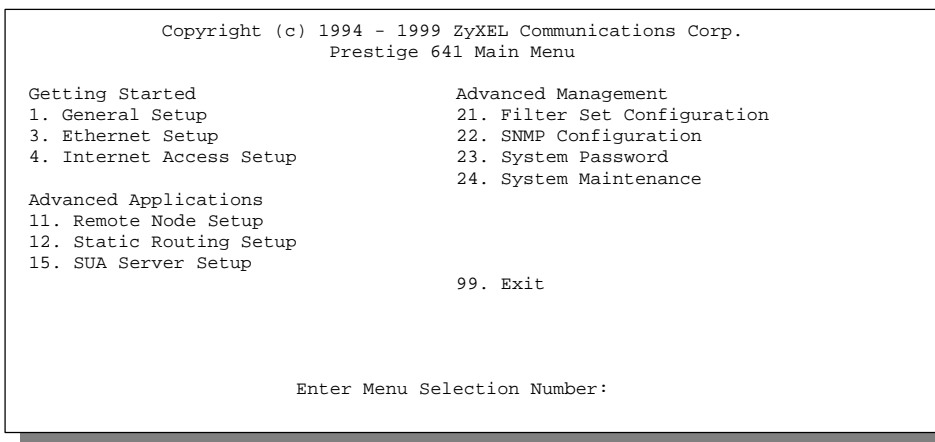 Copyright (c) 1994 - 1999 ZyXEL Communications Corp.
Prestige 641 Main Menu
Getting Started
1. General Setup
3. Ethernet Setup
4. Internet Access Setup
Advanced Applications
11. Remote Node Setup
12. Static Routing Setup
15. SUA Server Setup
Advanced Management
21. Filter Set Configuration
22. SNMP Configuration
23. System Password
24. System Maintenance
99. Exit
Enter Menu Selection Number: